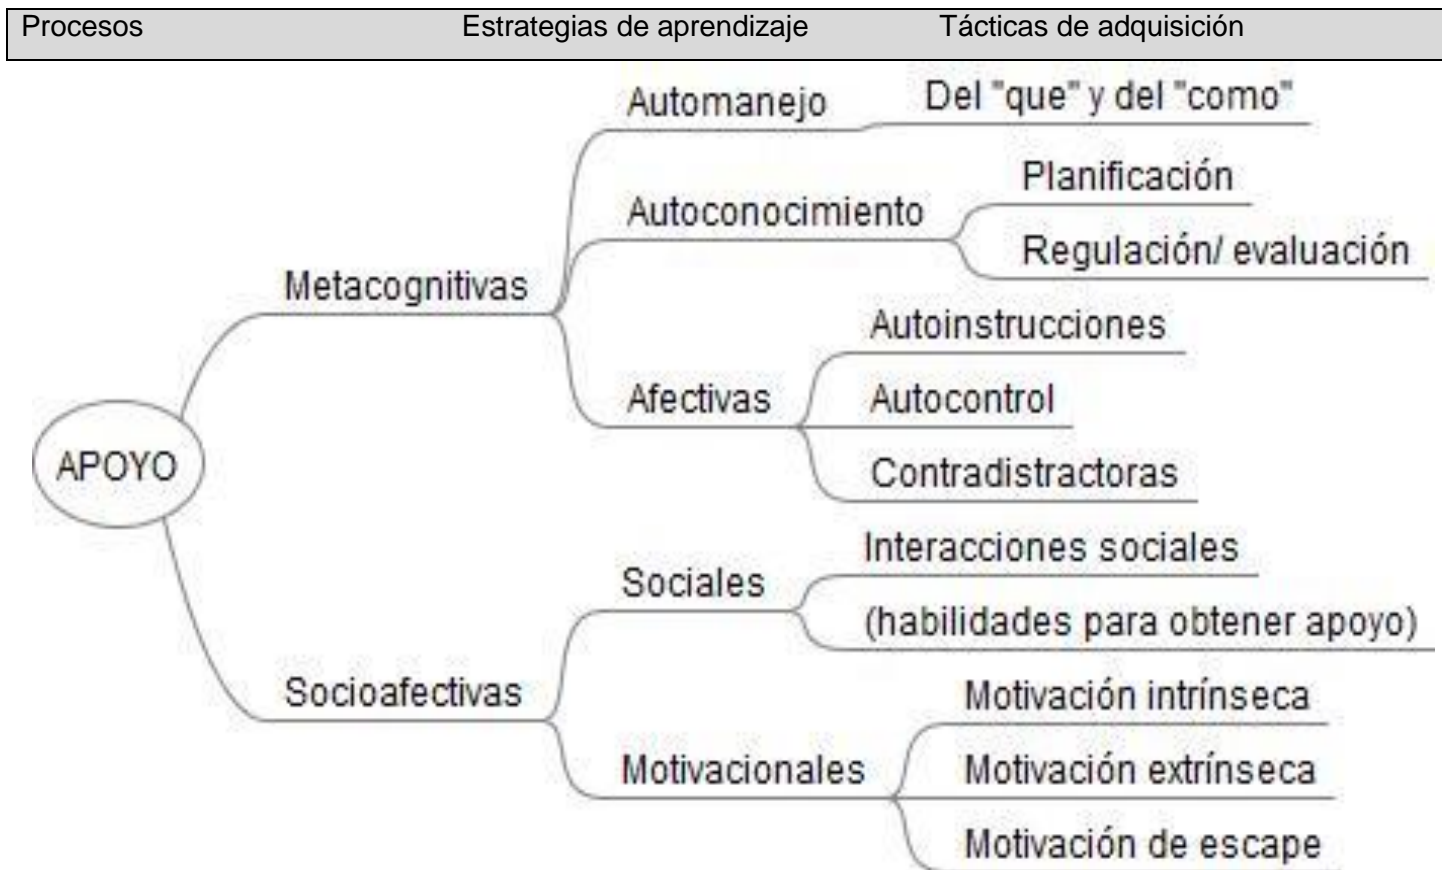 Procesos Estrategias de aprendizaje Tácticas de adquisición
Automanejo
Del "que" y del "como"
Autoconocimiento
Planificación
Regulación/ evaluación
Metacognitivas
Afectivas
Autoinstrucciones
Autocontrol
Contradistractoras
APOYO
Socioafectivas
Sociales
Interacciones sociales
(habilidades para obtener apoyo)
Motivacionales
Motivación intrínseca
Motivación extrínseca
Motivación de escape